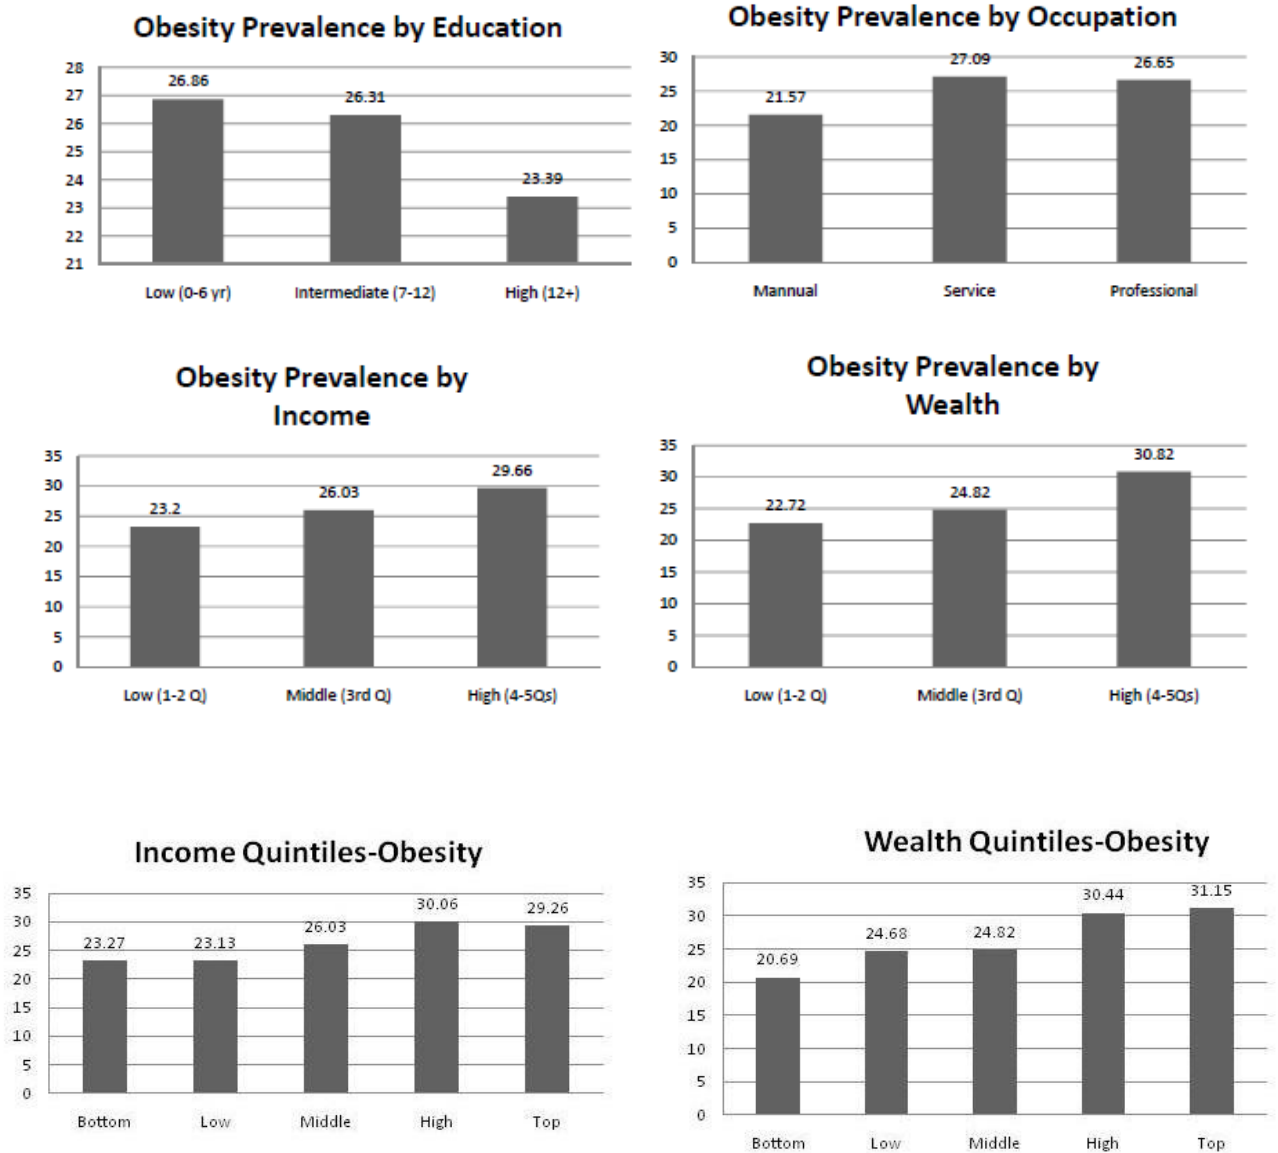 Obesity Prevalence by Education
28
27
26
25
24
23
22
21
26.86
26.31
23.39
Low (0-6 yr)
Intermediate (7-12)
High (12+)
Obesity Prevalence by Occupation
30
25
20
15
10
5
0
21.57
27.09
26.65
Mannual
Service
Professional
Obesity Prevalence by
Income
35
30
25
20
15
10
5
0
23.2
26.03
29.66
Low (1-2 Q)
Middle (3rd Q)
High (4-5Qs)
Obesity Prevalence by
Wealth
35
30
25
20
15
10
5
0
22.72
24.82
30.82
Low (1-2 Q)
Middle (3rd Q)
High (4-5Qs)
Income Quintiles-Obesity
35
30
25
20
15
10
5
0
23.27
23.13
26.03
30.06
29.26
Bottom
Low
Middle
High
Top
Wealth Quintiles-Obesity
35
30
25
20
15
10
5
0
20.69
24.68
24.82
30.44
31.15
Bottom
Low
Middle
High
Top